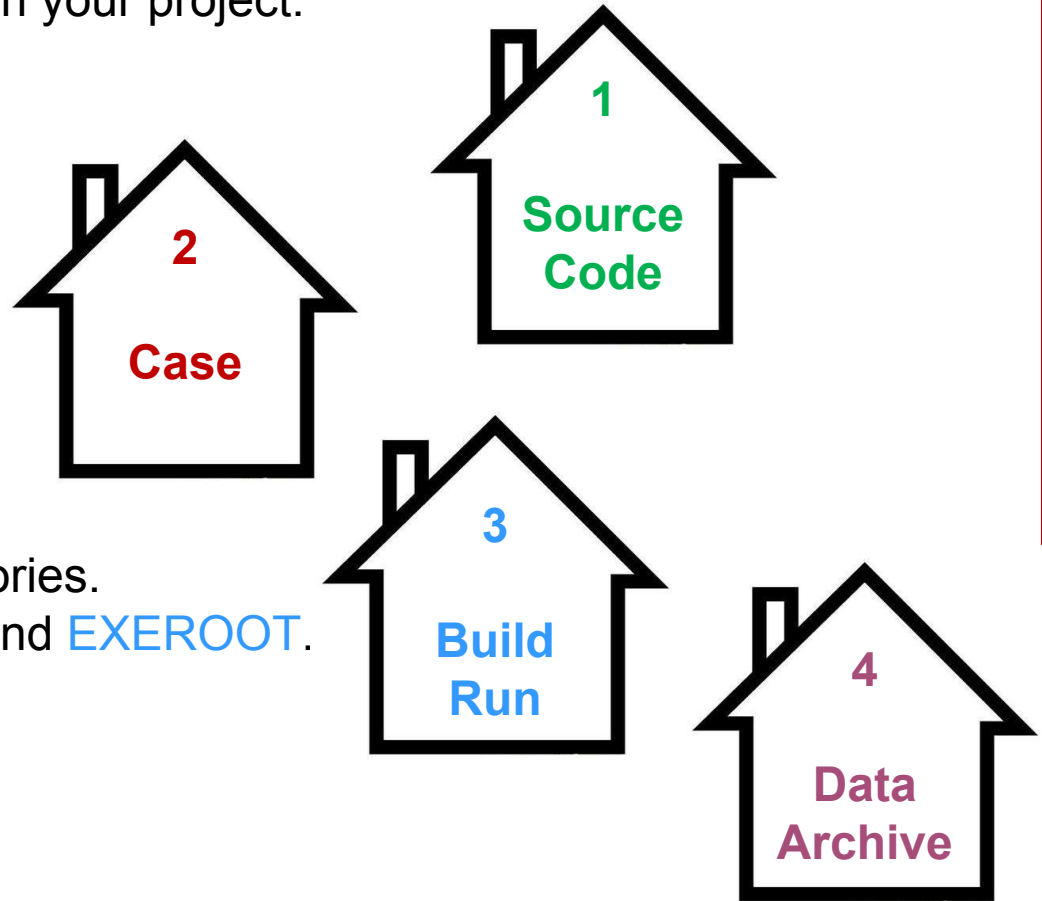 n your project.
1
Source
Code
2
Case
3
Build
Run
ories.
nd EXEROOT.
4
Data
Archive